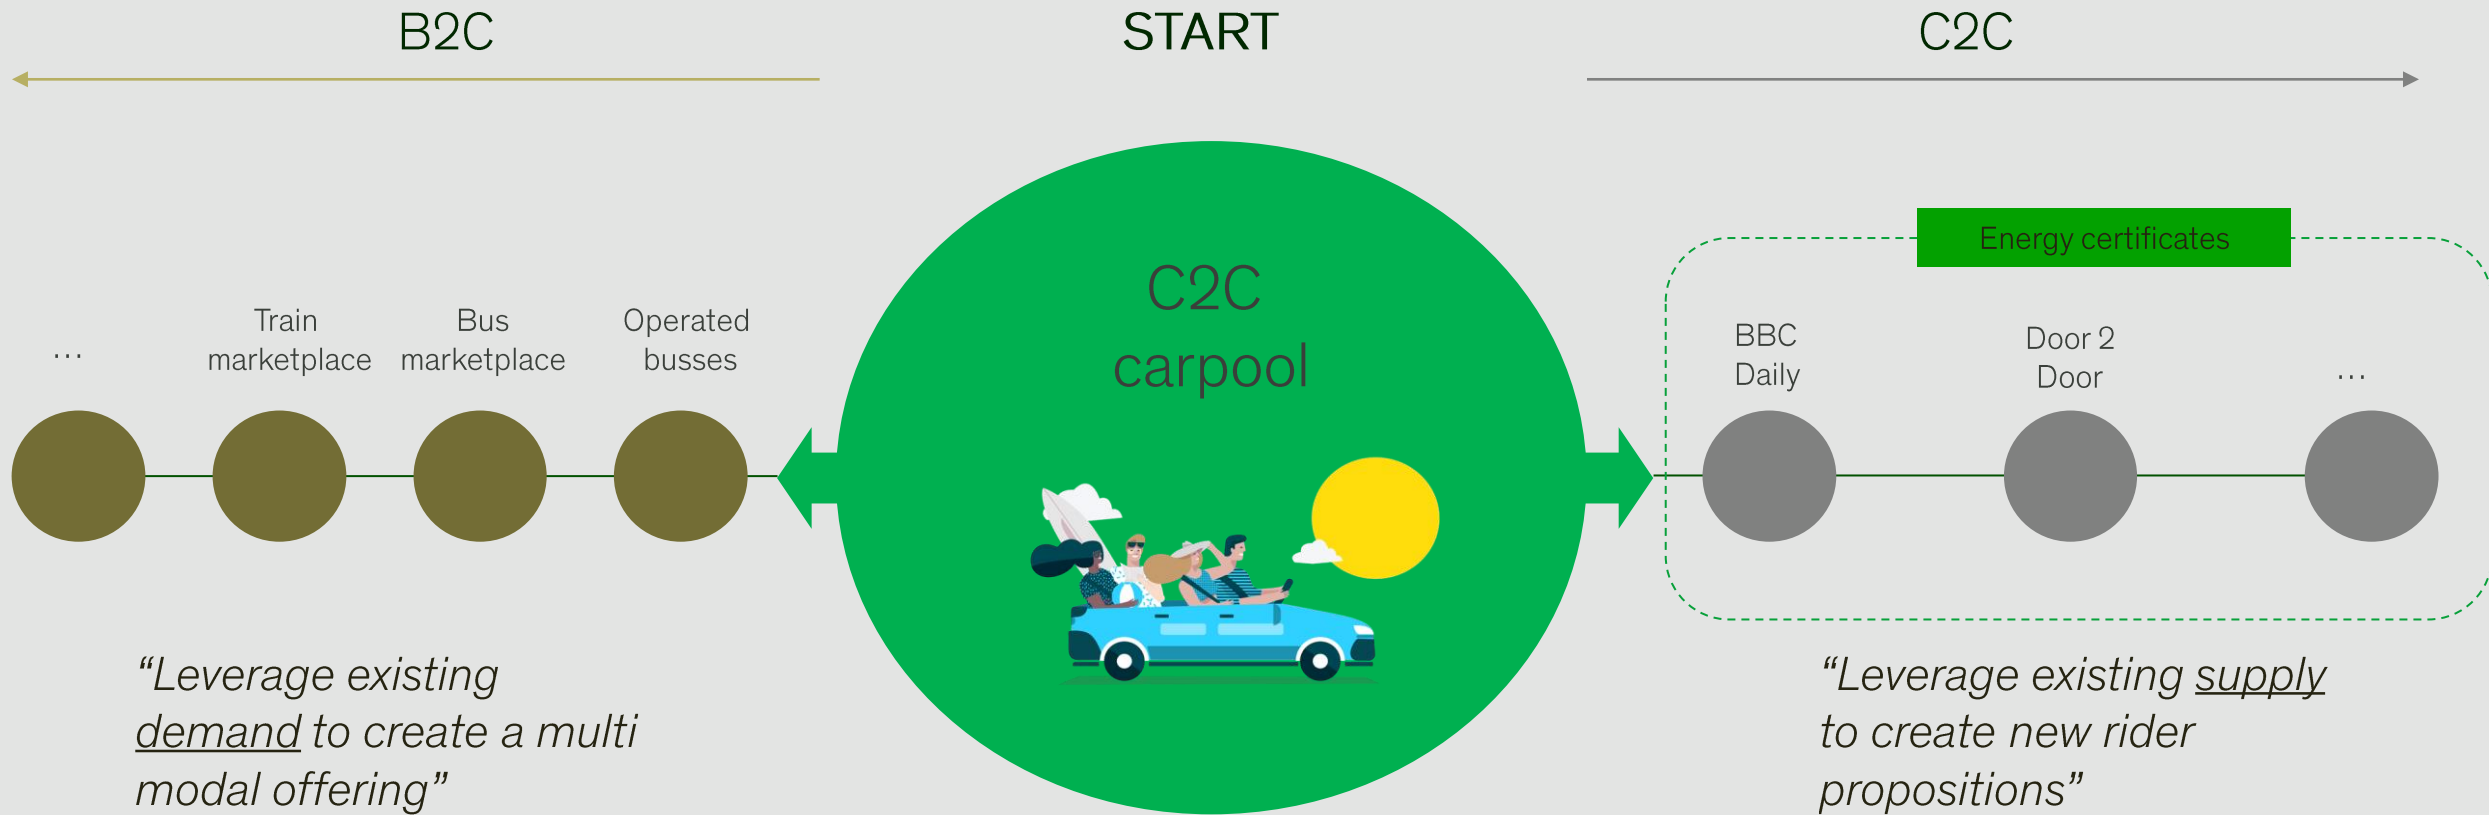 B2C
START
C2C
Energy certificates
C2C
carpool
…
Train
marketplace
Bus
marketplace
Operated
busses
BBC
Daily
Door 2
Door
…
“Leverage existing
demand to create a multi
modal offering”
“Leverage existing supply
to create new rider
propositions”